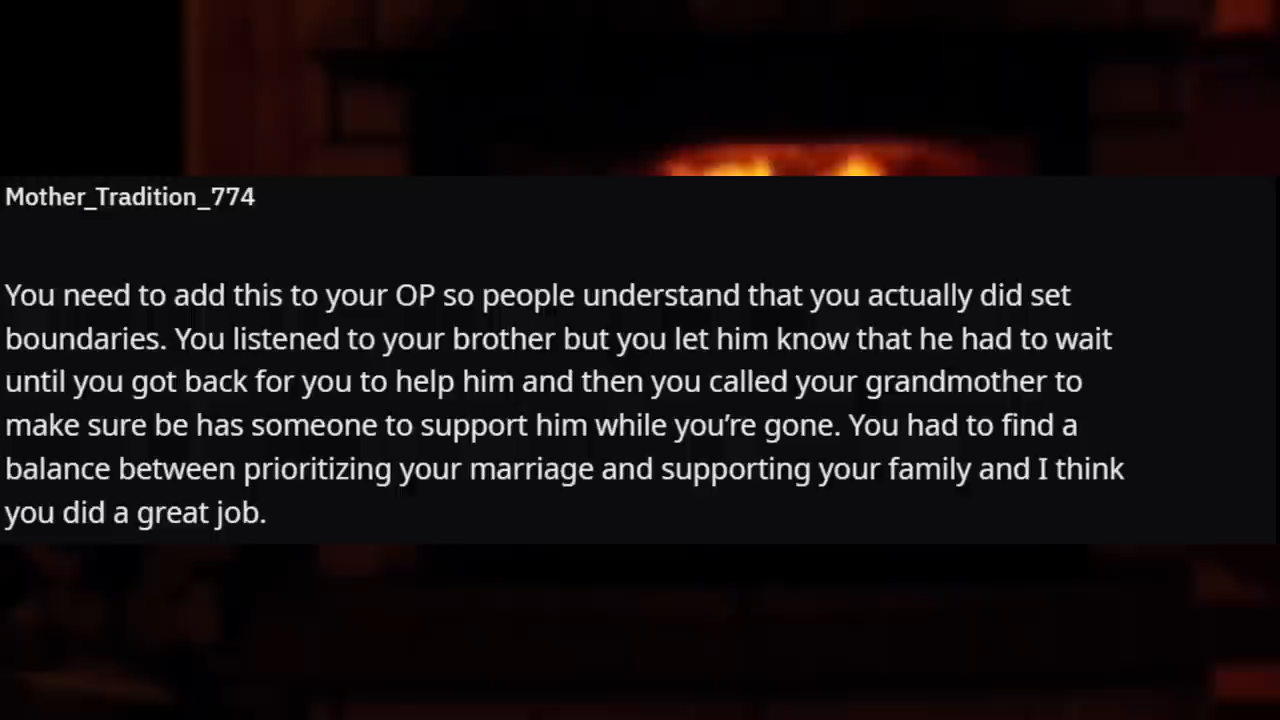 Mother_Tradition_774
You need to add this to your OP so people understand that you actually did set
boundaries. You listened to your brother but you let him know that he had to wait
until you got back for you to help him and then you called your grandmother to
make sure be has someone to support him while you’re gone. You had to find a
balance between prioritizing your marriage and supporting your family and I think
you did a great job.